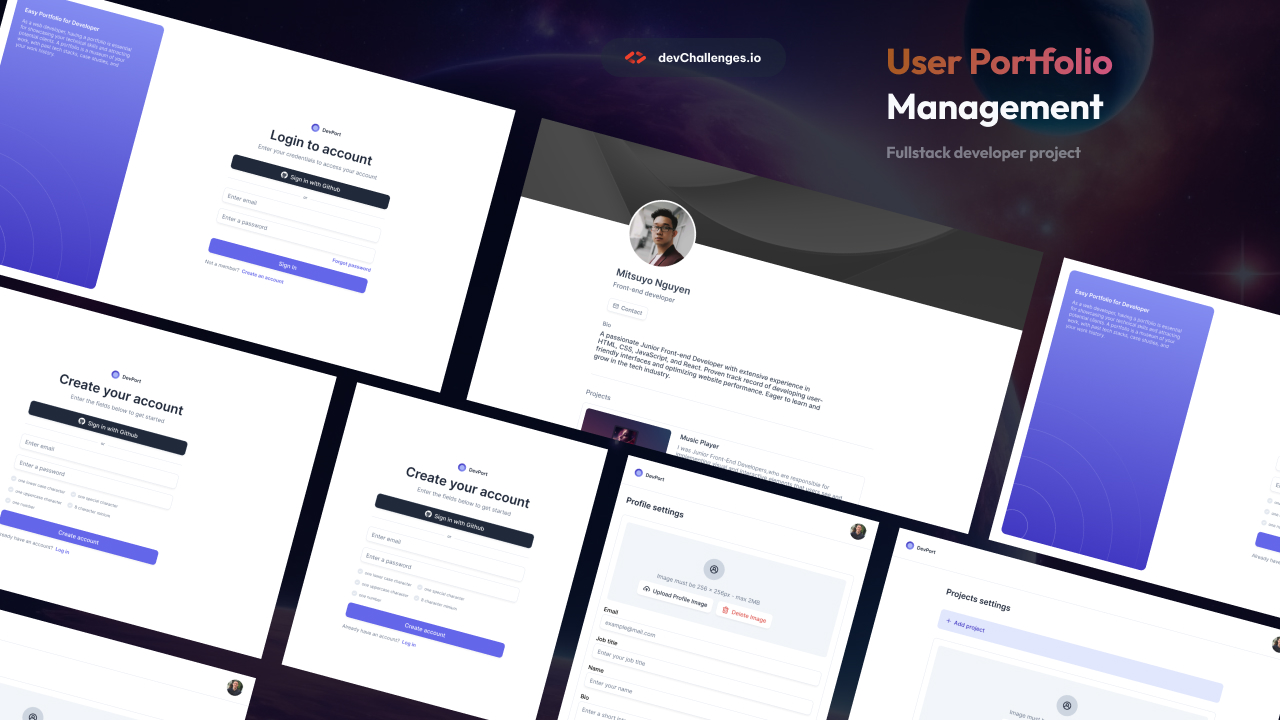 devChallenges.io
User Portfolio
Management
Fullstack developer project
Easy Portfolio for Developer
As a web developer, having a portfolio is essential
for showcasing your technical skills and attracting
potential clients. A portfolio is a museum of your
work, with past tech stacks, case studies, and
your work history.
DevPort
Login to account
Enter your credentials to access your account
Sign in with Github
or
Enter email
Enter a password
Forgot password
Sign in
Not a member? Create an account
Mitsuyo Nguyen
Front-end developer
Contact
Bio
A passionate Junior Front-end Developer with extensive experience in
HTML, CSS, JavaScript, and React. Proven track record of developing user-
friendly interfaces and optimizing website performance. Eager to learn and
grow in the tech industry.
Projects
Music Player
I was Junior Front-End Developers,who are responsible for
implementing visual and interactive elements that users see and
Easy Portfolio for Developer
As a web developer, having a portfolio is essential
for showcasing your technical skills and attracting
potential clients. A portfolio is a museum of your
work, with past tech stacks, case studies, and
your work history.
Already have
DevPort
Create your account
Enter the fields below to get started
Sign in with Github
or
Enter email
Enter a password
one lower case character
one special character
one uppercase character
8 character minium
one number
Create account
already have an account? Log in
DevPort
Create your account
Enter the fields below to get started
Sign in with Github
or
Enter email
Enter a password
one lower case character
one special character
one uppercase character
8 character minium
one number
Create account
Already have an account? Log in
DevPort
Profile settings
Image must be 256 x 256px - max 2MB
Upload Profile Image
Delete Image
Email
example@mail.com
Job title
Enter your job title
Name
Enter your name
Bio
Enter a short
DevPort
Projects settings
+ Add project
Image must